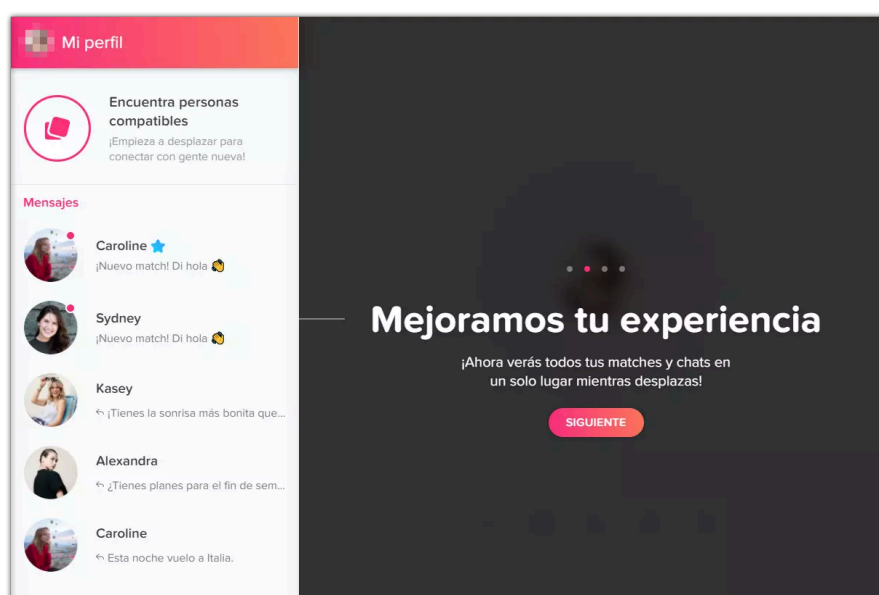 Mi perfil
Encuentra personas
compatibles
¡Empieza a desplazar para
conectar con gente nueva!
Mensajes
Caroline
¡Nuevo match! Di hola 👋
Sydney
¡Nuevo match! Di hola 👋
Kasey
¡Tienes la sonrisa más bonita que...
Alexandra
¿Tienes planes para el fin de sem...
Caroline
Esta noche vuelo a Italia.
Mejoramos tu experiencia
¡Ahora verás todos tus matches y chats en
un solo lugar mientras desplazas!
SIGUIENTE